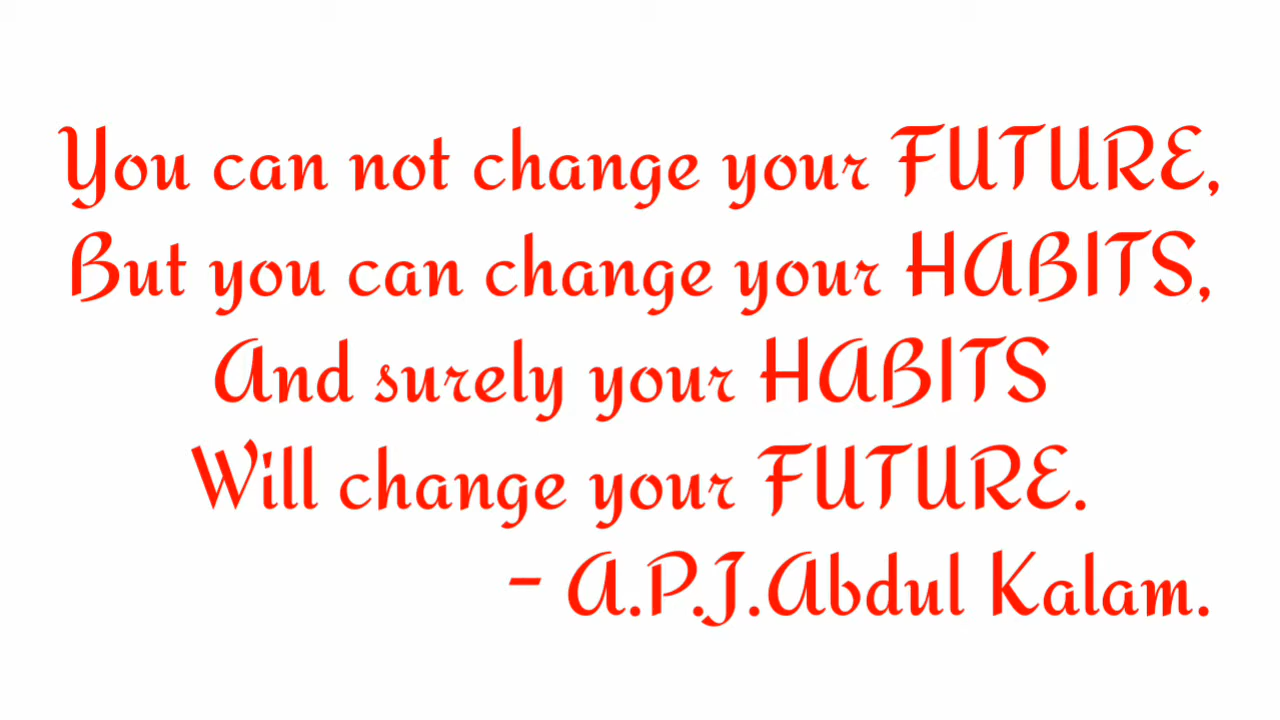 You can not change your FUTURE,
But you can change your HABITS,
And surely your HABITS
Will change your FUTURE.
- A.P.J.Abdul Kalam.